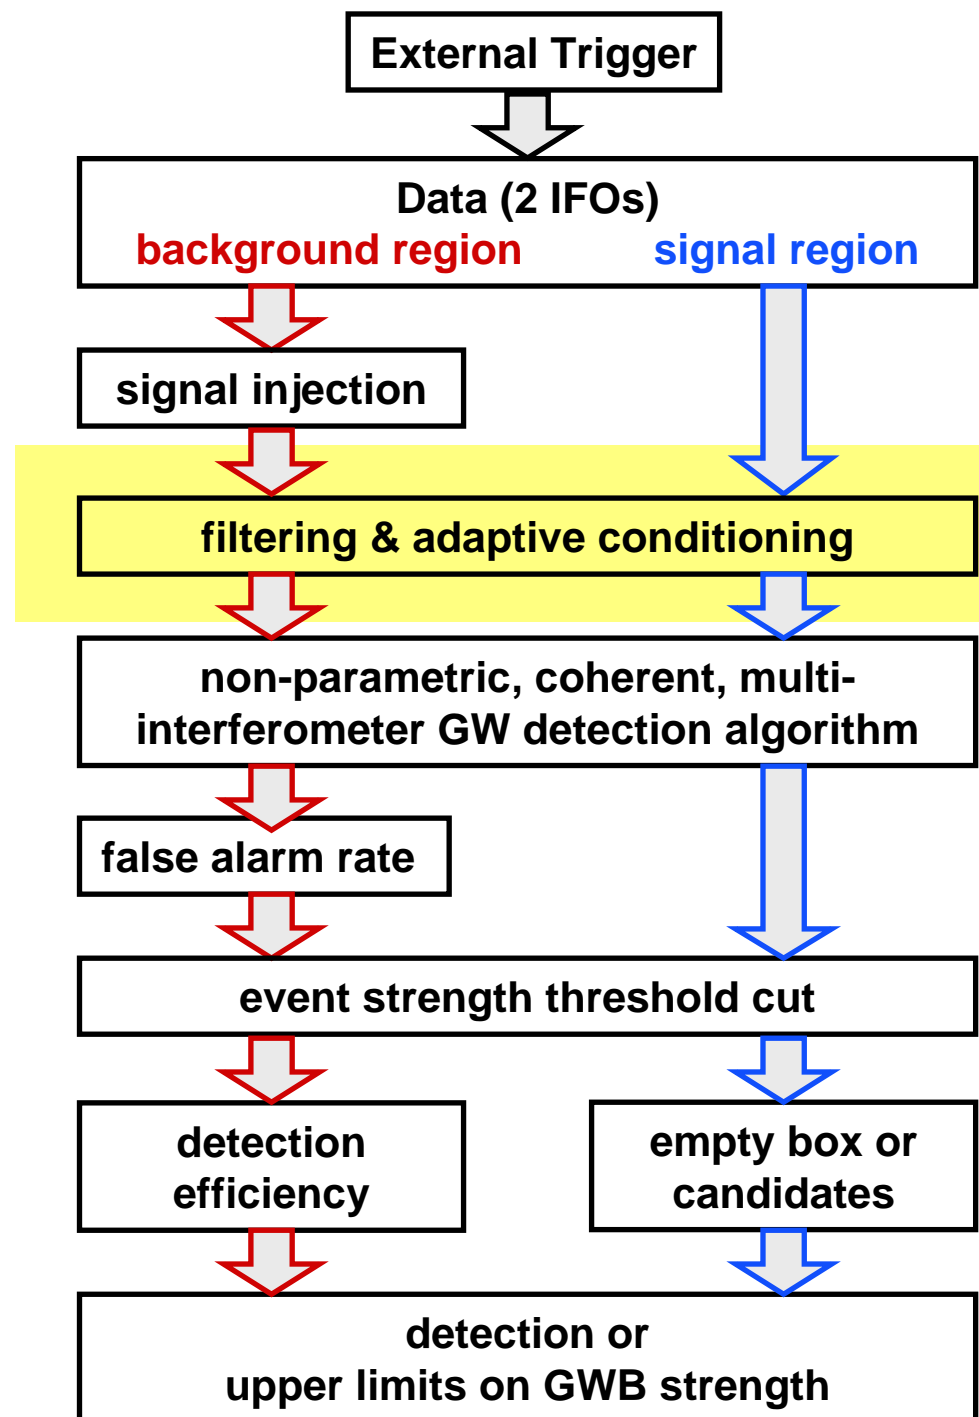 External Trigger
Data (2 IFOs)
background region signal region
signal injection
filtering & adaptive conditioning
non-parametric, coherent, multi-
interferometer GW detection algorithm
false alarm rate
event strength threshold cut
detection
efficiency
empty box or
candidates
detection or
upper limits on GWB strength